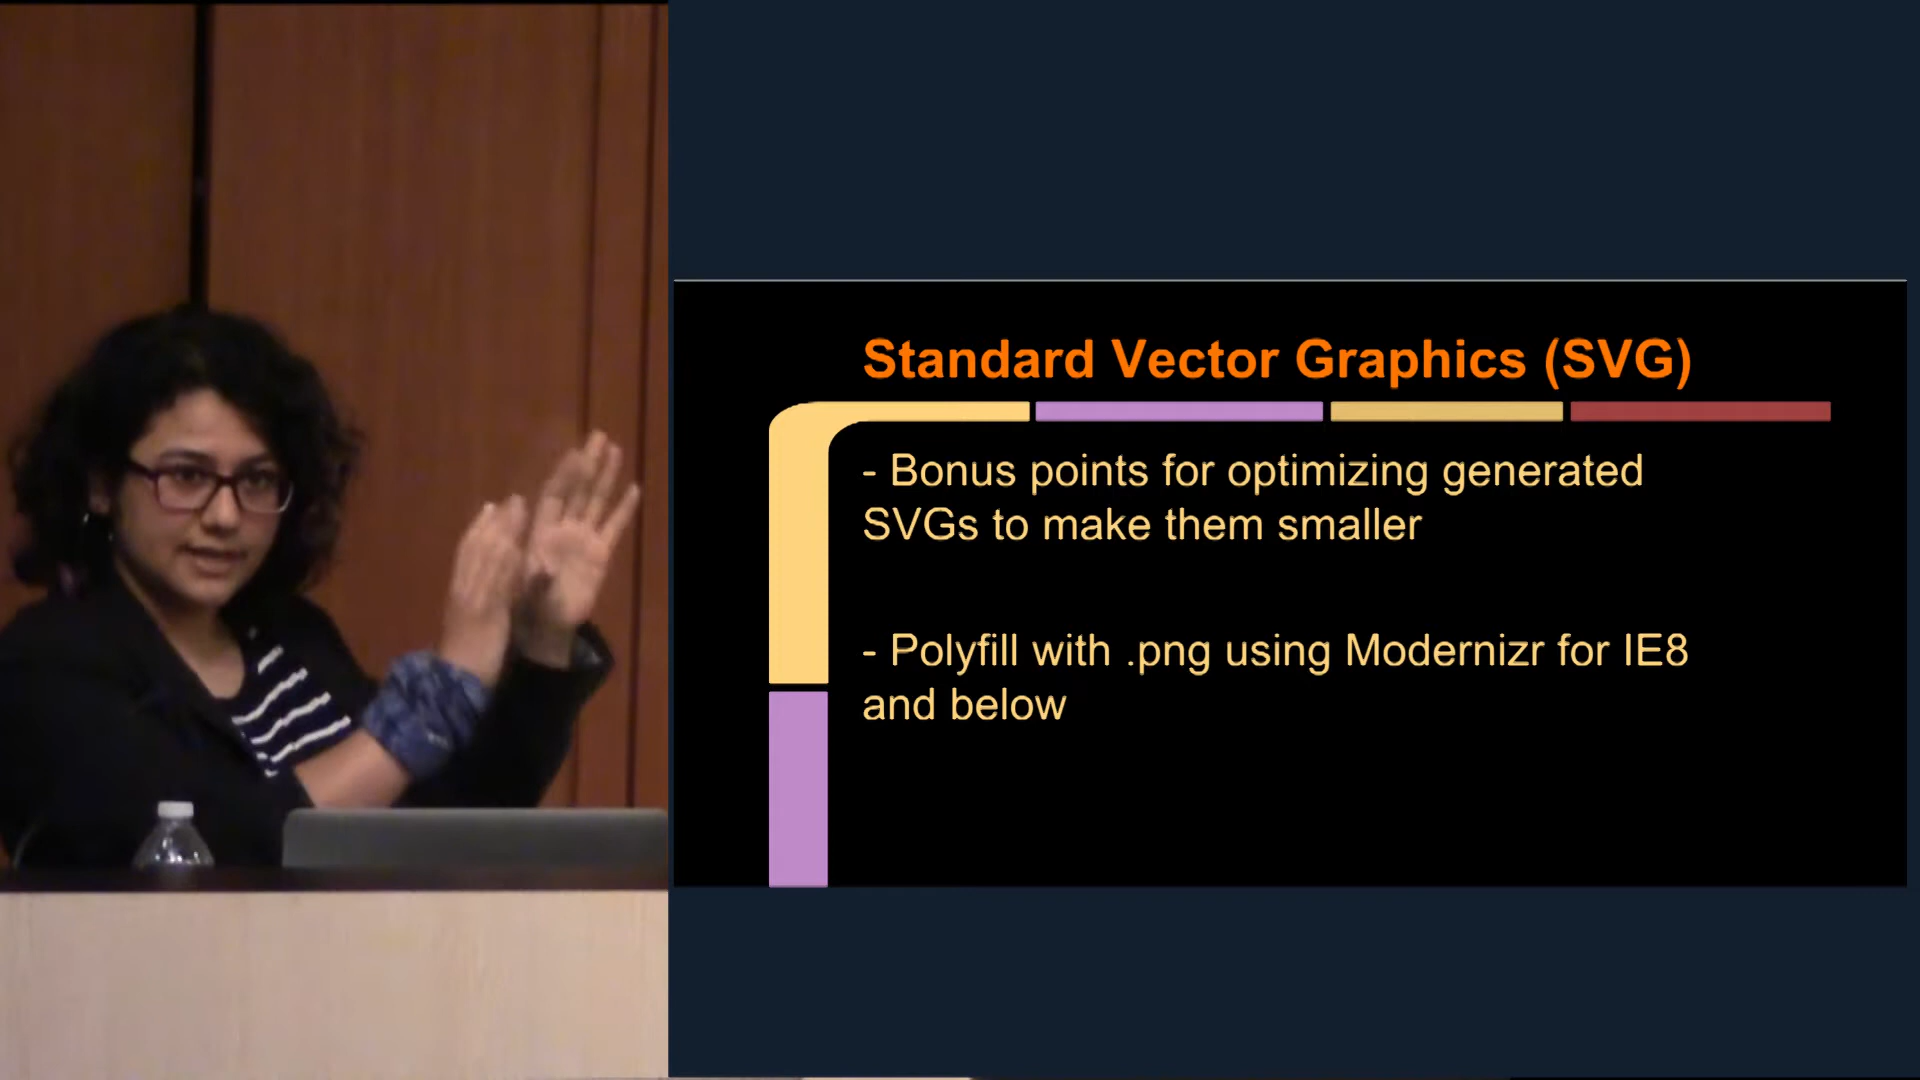 Standard Vector Graphics (SVG)
- Bonus points for optimizing generated
SVGs to make them smaller
- Polyfill with .png using Modernizr for IE8
and below